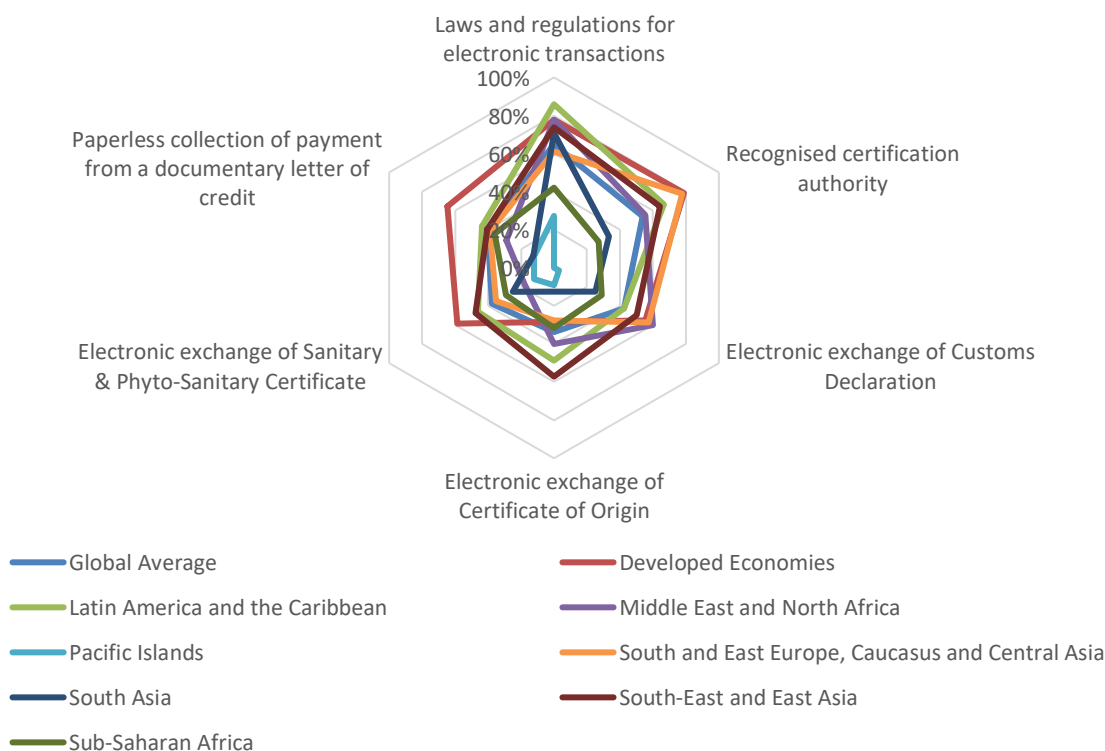 Laws and regulations for
electronic transactions
100%
80%
60%
40%
20%
0%
Recognised certification
authority
Electronic exchange of Customs
Declaration
Electronic exchange of
Certificate of Origin
Electronic exchange of Sanitary
& Phyto-Sanitary Certificate
Paperless collection of payment
from a documentary letter of
credit
Global Average
Developed Economies
Latin America and the Caribbean
Middle East and North Africa
Pacific Islands
South and East Europe, Caucasus and Central Asia
South Asia
South-East and East Asia
Sub-Saharan Africa